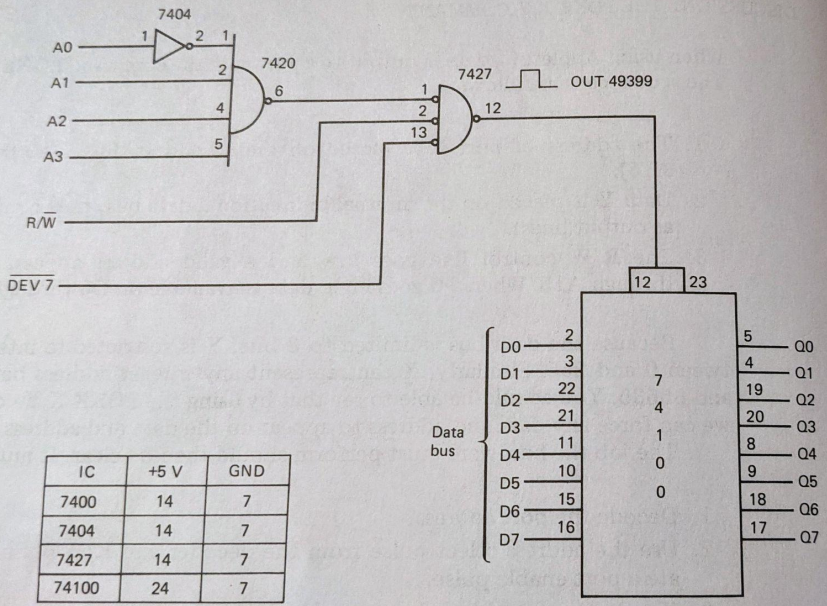 7404
A0
1
2
1
A1
2
7420
6
A2
4
A3
5
7427
OUT 49399
1
2
13
12
R/W̅
D̅E̅V̅ ̅7̅
12
23
Data
bus
D0
2
D1
3
D2
22
D3
21
D4
11
D5
10
D6
15
D7
16
7
4
1
0
0
5
Q0
4
Q1
19
Q2
20
Q3
8
Q4
9
Q5
18
Q6
17
Q7
IC +5 V GND
7400 14 7
7404 14 7
7427 14 7
74100 24 7